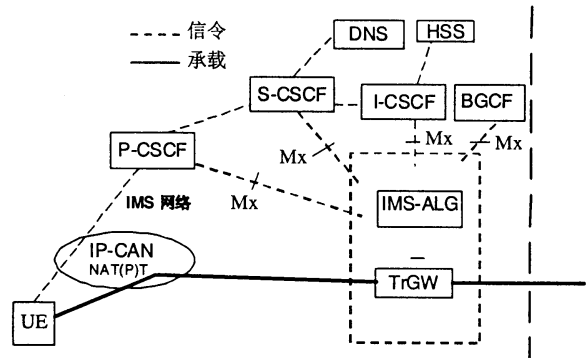 信令
承载
DNS
HSS
S-CSCF
I-CSCF
BGCF
P-CSCF
Mx
Mx
Mx
Mx
IMS 网络
IMS-ALG
IP-CAN
NAT(P)T
TrGW
UE